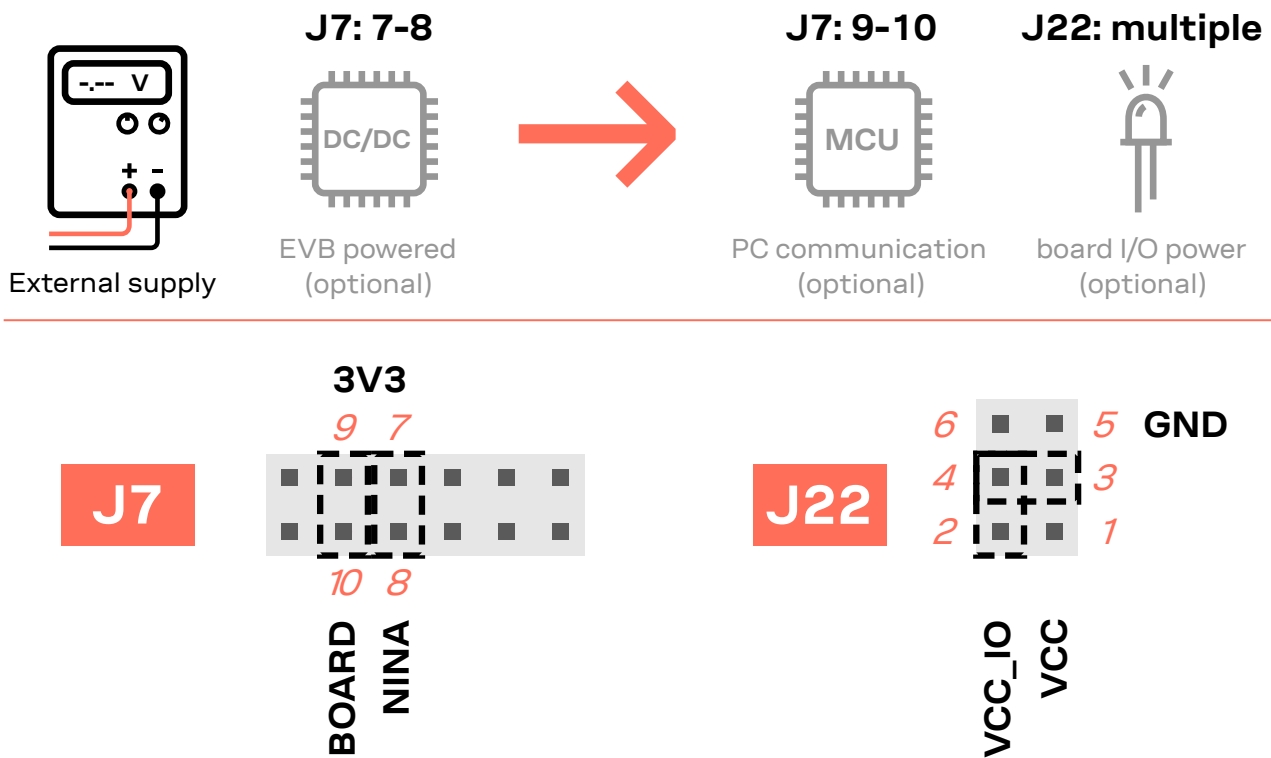 J7: 7-8
J7: 9-10
J22: multiple
-.-- V
+ -
DC/DC
MCU
External supply
EVB powered
(optional)
PC communication
(optional)
board I/O power
(optional)
3V3
9 7
J7
10 8
BOARD
NINA
J22
6 5 GND
4 3
2 1
VCC_IO
VCC